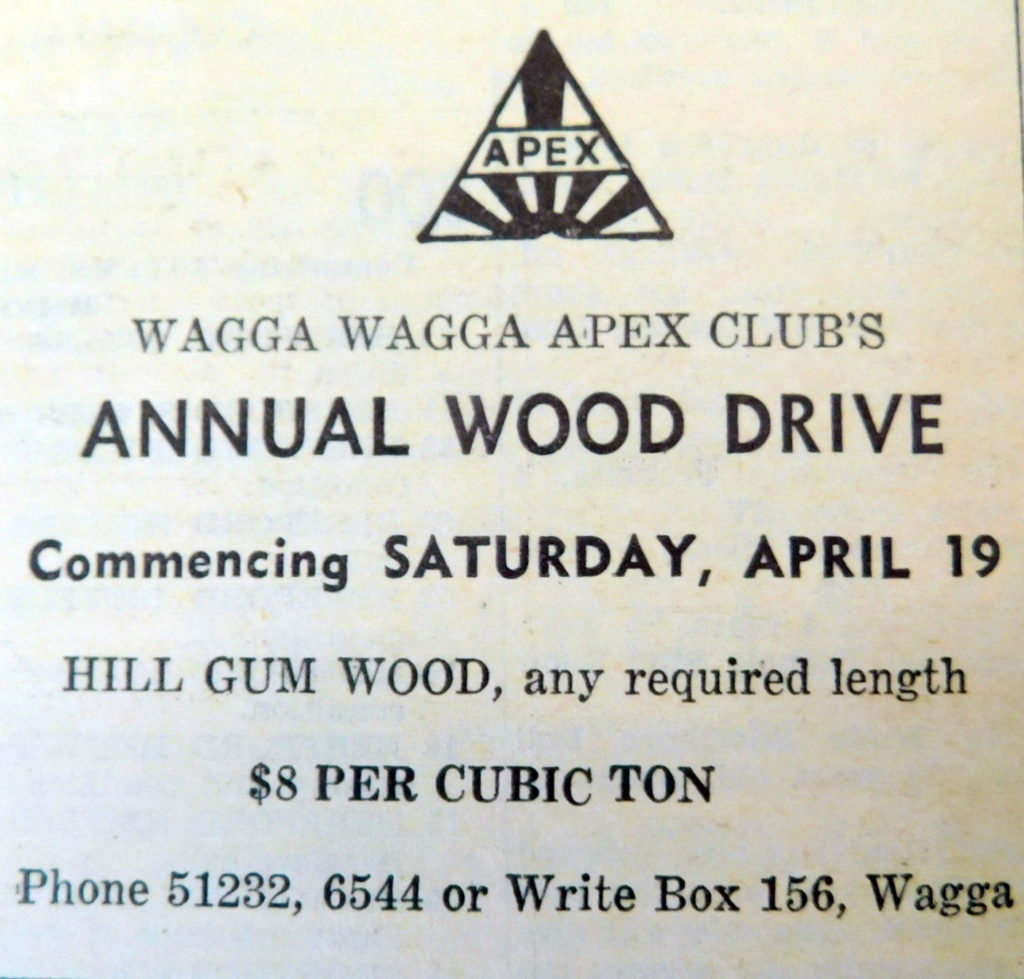 APEX
WAGGA WAGGA APEX CLUB'S
ANNUAL WOOD DRIVE
Commencing SATURDAY, APRIL 19
HILL GUM WOOD, any required length
$8 PER CUBIC TON
Phone 51232, 6544 or Write Box 156, Wagga